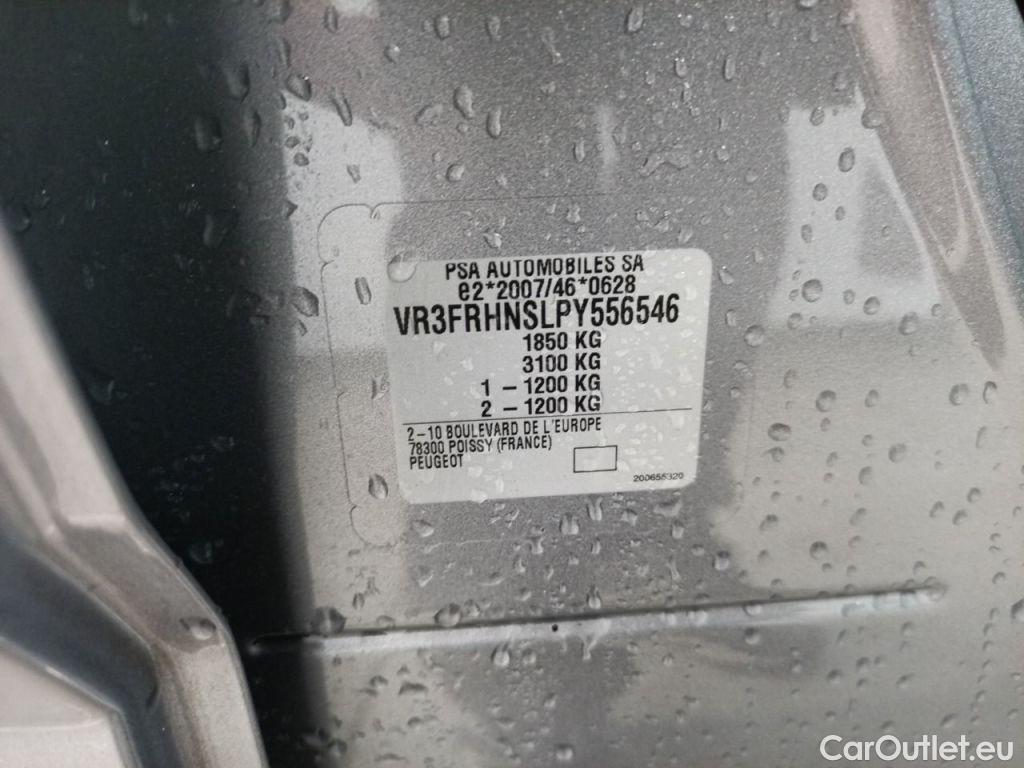 PSA AUTOMOBILES SA
e2*2007/46*0628
VR3FRHNSLPY556546
1850 KG
3100 KG
1 – 1200 KG
2 – 1200 KG
2–10 BOULEVARD DE L'EUROPE
78300 POISSY (FRANCE)
PEUGEOT
200655320
CarOutlet.eu